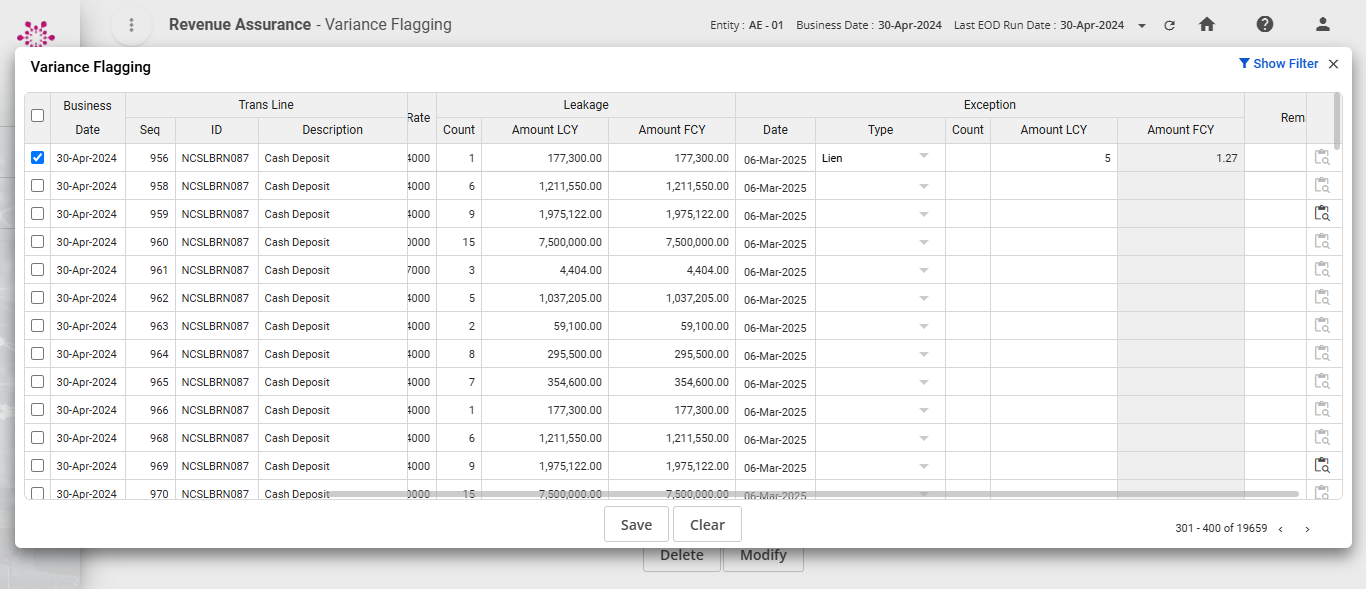 Revenue Assurance - Variance Flagging
Entity : AE - 01 Business Date : 30-Apr-2024 Last EOD Run Date : 30-Apr-2024
Variance Flagging
Show Filter
Business Date Trans Line Rate Leakage Exception Rem
Seq ID Description Count Amount LCY Amount FCY Date Type Count Amount LCY Amount FCY
30-Apr-2024 956 NCSLBRN087 Cash Deposit 4000 1 177,300.00 177,300.00 06-Mar-2025 Lien 5 1.27
30-Apr-2024 958 NCSLBRN087 Cash Deposit 4000 6 1,211,550.00 1,211,550.00 06-Mar-2025
30-Apr-2024 959 NCSLBRN087 Cash Deposit 4000 9 1,975,122.00 1,975,122.00 06-Mar-2025
30-Apr-2024 960 NCSLBRN087 Cash Deposit 0000 15 7,500,000.00 7,500,000.00 06-Mar-2025
30-Apr-2024 961 NCSLBRN087 Cash Deposit 7000 3 4,404.00 4,404.00 06-Mar-2025
30-Apr-2024 962 NCSLBRN087 Cash Deposit 4000 5 1,037,205.00 1,037,205.00 06-Mar-2025
30-Apr-2024 963 NCSLBRN087 Cash Deposit 4000 2 59,100.00 59,100.00 06-Mar-2025
30-Apr-2024 964 NCSLBRN087 Cash Deposit 4000 8 295,500.00 295,500.00 06-Mar-2025
30-Apr-2024 965 NCSLBRN087 Cash Deposit 4000 7 354,600.00 354,600.00 06-Mar-2025
30-Apr-2024 966 NCSLBRN087 Cash Deposit 4000 1 177,300.00 177,300.00 06-Mar-2025
30-Apr-2024 968 NCSLBRN087 Cash Deposit 4000 6 1,211,550.00 1,211,550.00 06-Mar-2025
30-Apr-2024 969 NCSLBRN087 Cash Deposit 4000 9 1,975,122.00 1,975,122.00 06-Mar-2025
30-Apr-2024 970 NCSLBRN087 Cash Deposit 0000 15 7,500,000.00 7,500,000.00 06-Mar-2025
Save Clear
301 - 400 of 19659
Delete Modify